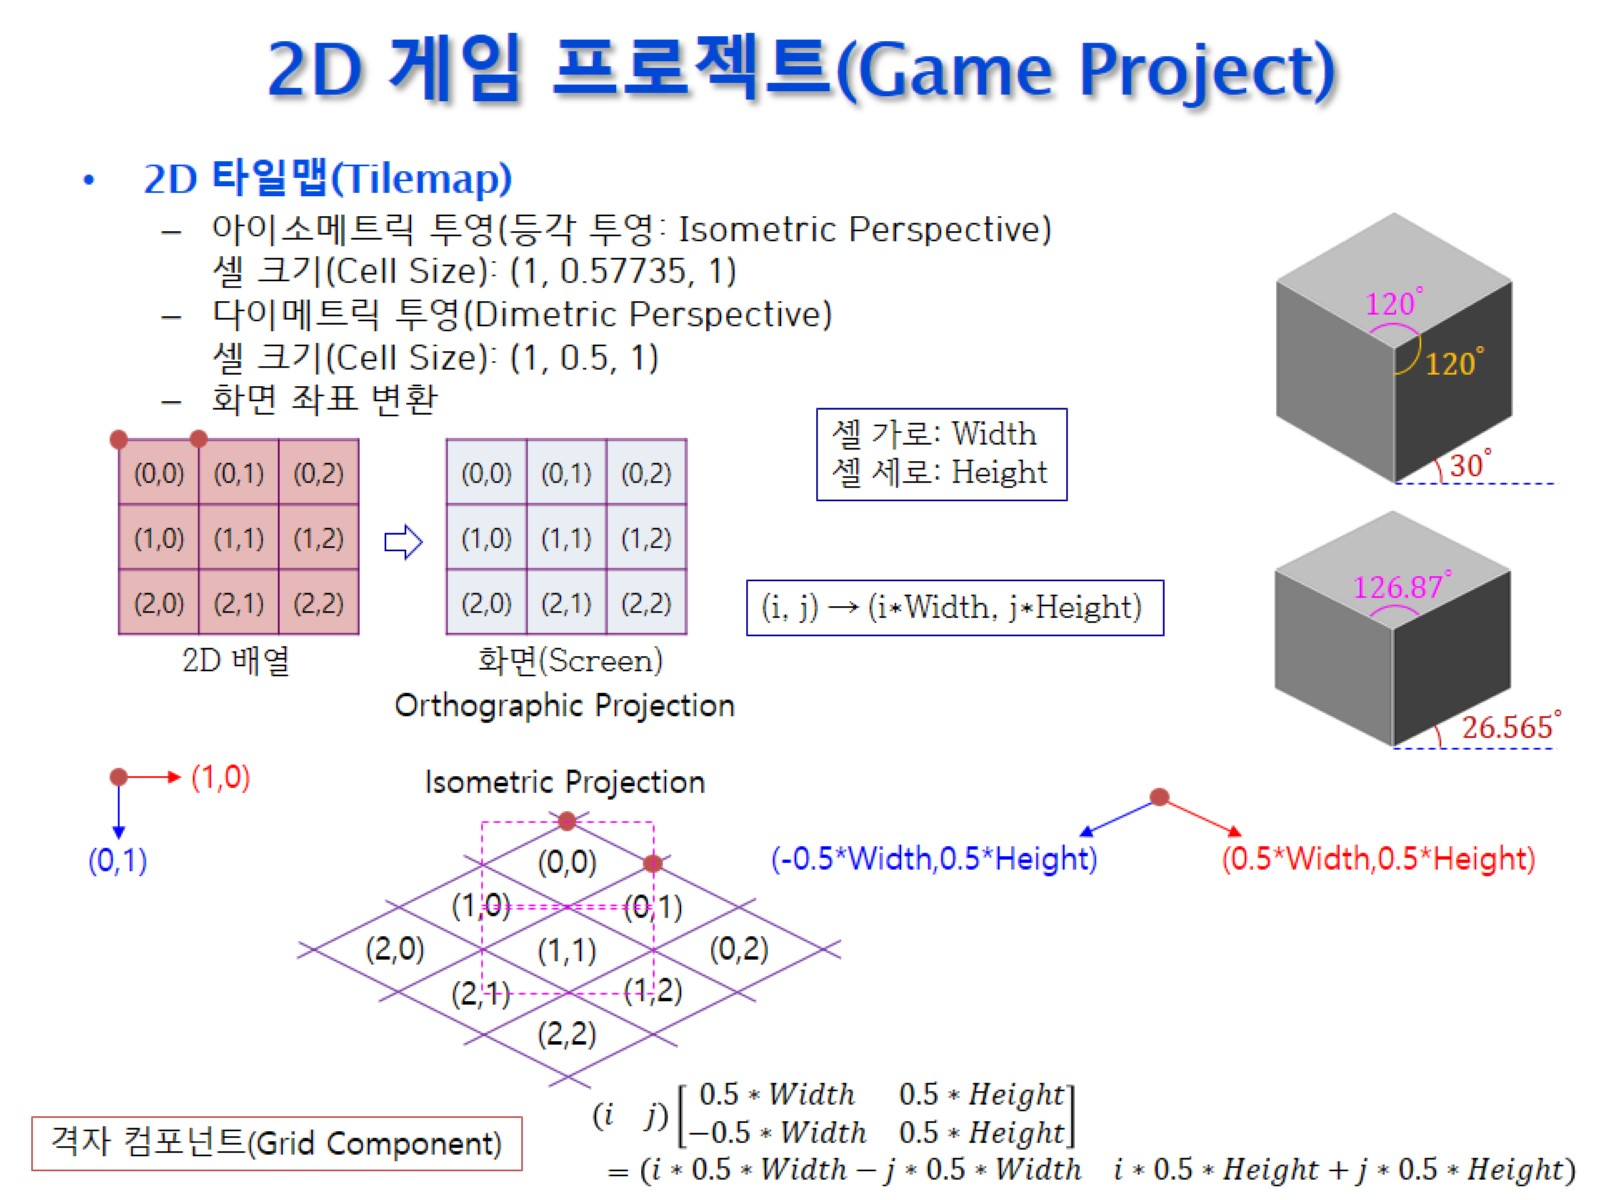 2D 게임 프로젝트(Game Project)
• 2D 타일맵(Tilemap)
– 아이소메트릭 투영(등각 투영: Isometric Perspective)
셀 크기(Cell Size): (1, 0.57735, 1)
– 다이메트릭 투영(Dimetric Perspective)
셀 크기(Cell Size): (1, 0.5, 1)
– 화면 좌표 변환
120°
120°
30°
셀 가로: Width
셀 세로: Height
(0,0) (0,1) (0,2)
(1,0) (1,1) (1,2)
(2,0) (2,1) (2,2)
2D 배열
(0,0) (0,1) (0,2)
(1,0) (1,1) (1,2)
(2,0) (2,1) (2,2)
화면(Screen)
Orthographic Projection
(i, j) → (i*Width, j*Height)
126.87°
26.565°
(1,0)
(0,1)
Isometric Projection
(0,0)
(1,0) (0,1)
(2,0) (1,1) (0,2)
(2,1) (1,2)
(2,2)
(-0.5*Width,0.5*Height)
(0.5*Width,0.5*Height)
격자 컴포넌트(Grid Component)
(i j) [0.5 * Width 0.5 * Height
−0.5 * Width 0.5 * Height]
= (i * 0.5 * Width − j * 0.5 * Width i * 0.5 * Height + j * 0.5 * Height)